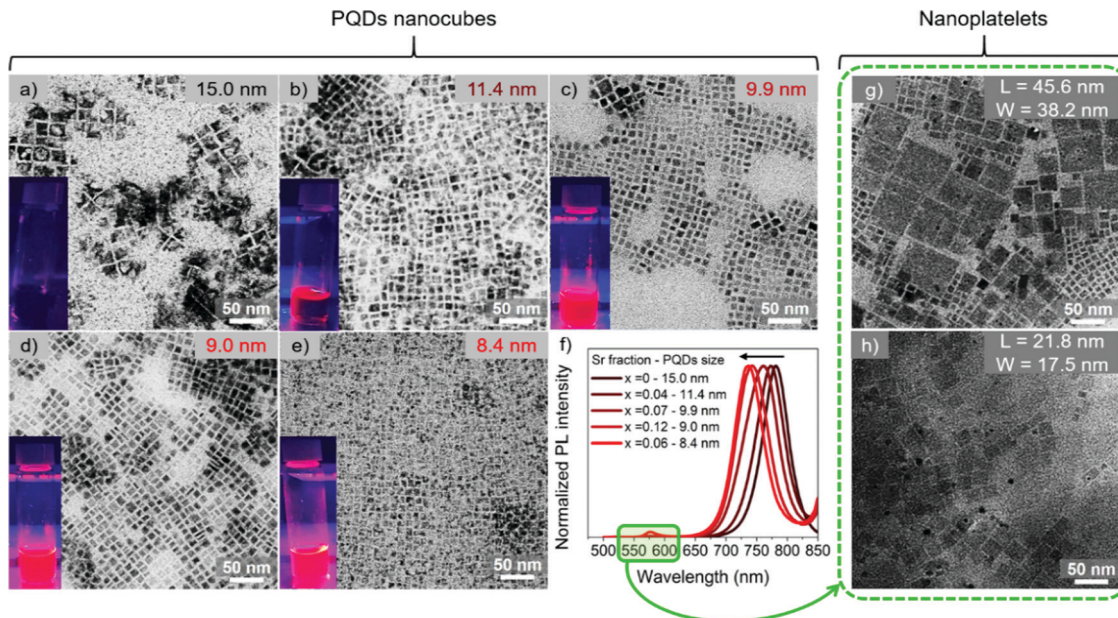 PQDs nanocubes
Nanoplatelets
a)
15.0 nm
50 nm
b)
11.4 nm
50 nm
c)
9.9 nm
50 nm
g)
L = 45.6 nm
W = 38.2 nm
50 nm
d)
9.0 nm
50 nm
e)
8.4 nm
50 nm
f)
Sr fraction - PQDs size
x =0 - 15.0 nm
x =0.04 - 11.4 nm
x =0.07 - 9.9 nm
x =0.12 - 9.0 nm
x =0.06 - 8.4 nm
Normalized PL intensity
500 550 600 650 700 750 800 850
Wavelength (nm)
h)
L = 21.8 nm
W = 17.5 nm
50 nm